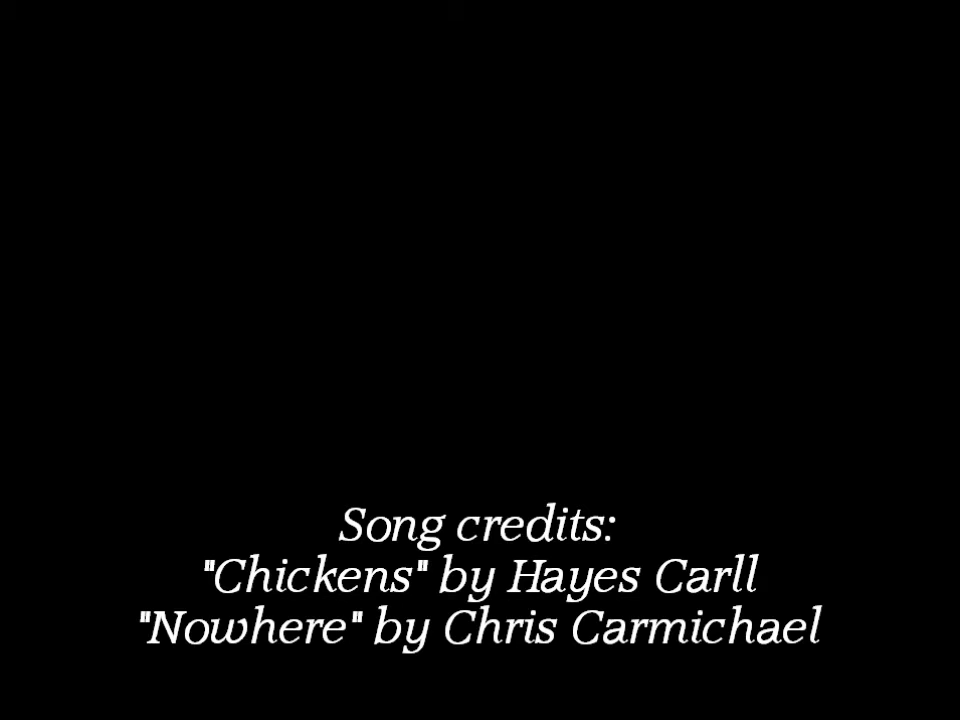 Song credits:
"Chickens" by Hayes Carll
"Nowhere" by Chris Carmichael